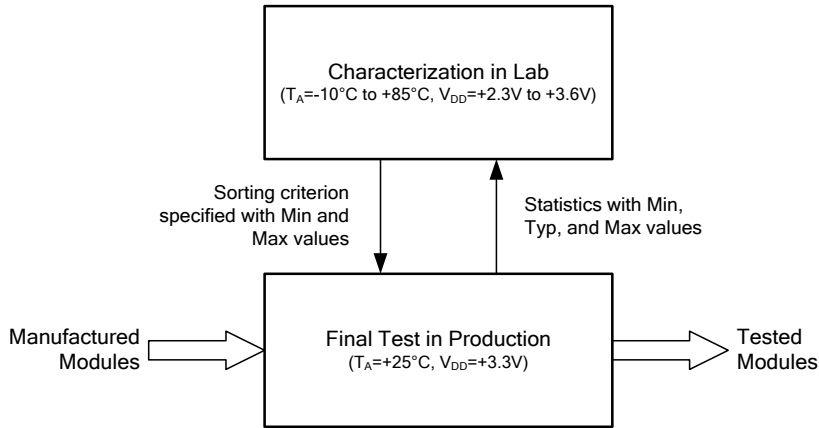 Characterization in Lab
(TA=-10°C to +85°C, VDD=+2.3V to +3.6V)
Sorting criterion
specified with Min and
Max values
Statistics with Min,
Typ, and Max values
Manufactured
Modules
Final Test in Production
(TA=+25°C, VDD=+3.3V)
Tested
Modules